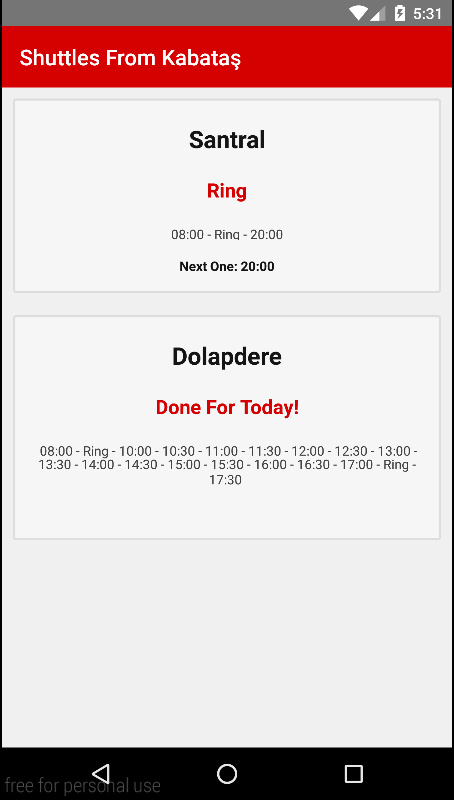 5:31
Shuttles From Kabataş
Santral
Ring
08:00 - Ring - 20:00
Next One: 20:00
Dolapdere
Done For Today!
08:00 - Ring - 10:00 - 10:30 - 11:00 - 11:30 - 12:00 - 12:30 - 13:00 -
13:30 - 14:00 - 14:30 - 15:00 - 15:30 - 16:00 - 16:30 - 17:00 - Ring -
17:30
free for personal use